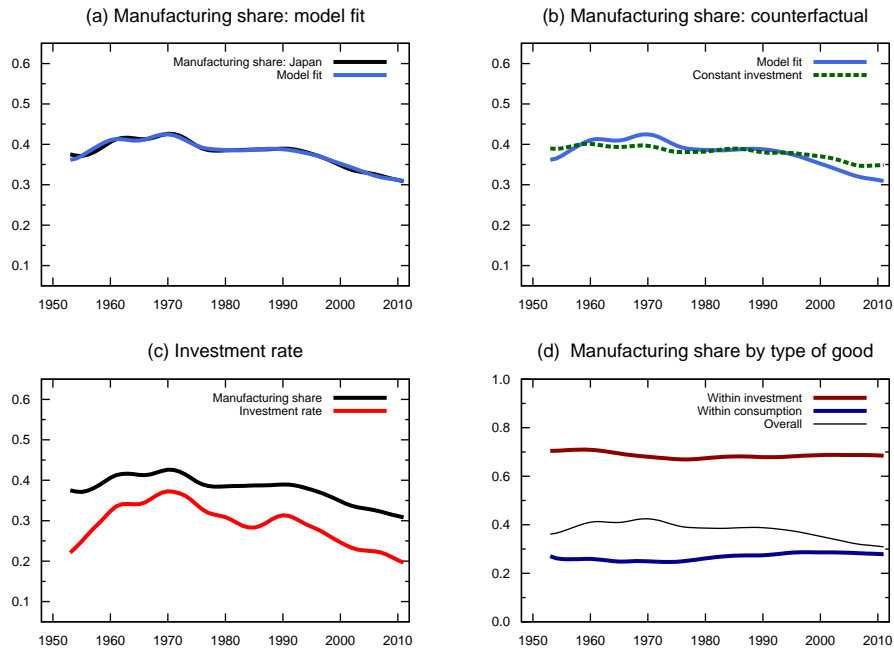 (a) Manufacturing share: model fit
Manufacturing share: Japan
Model fit
0.6
0.5
0.4
0.3
0.2
0.1
1950 1960 1970 1980 1990 2000 2010
(b) Manufacturing share: counterfactual
Model fit
Constant investment
0.6
0.5
0.4
0.3
0.2
0.1
1950 1960 1970 1980 1990 2000 2010
(c) Investment rate
Manufacturing share
Investment rate
0.6
0.5
0.4
0.3
0.2
0.1
1950 1960 1970 1980 1990 2000 2010
(d) Manufacturing share by type of good
Within investment
Within consumption
Overall
1.0
0.8
0.6
0.4
0.2
0.0
1950 1960 1970 1980 1990 2000 2010